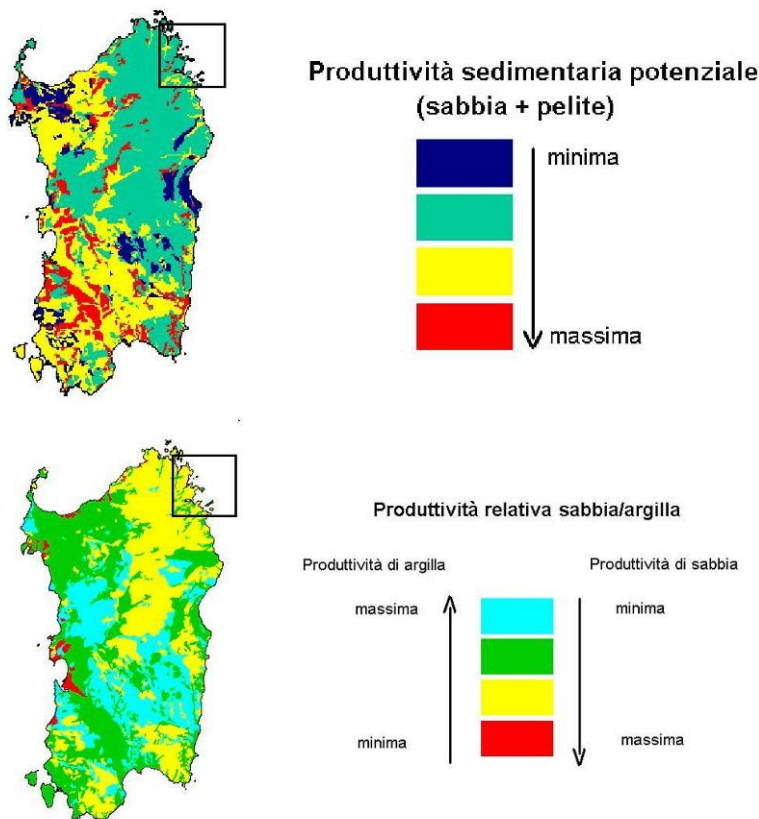 Produttività sedimentaria potenziale
(sabbia + pelite)
minima
massima
Produttività relativa sabbia/argilla
Produttività di argilla
Produttività di sabbia
massima
minima
minima
massima